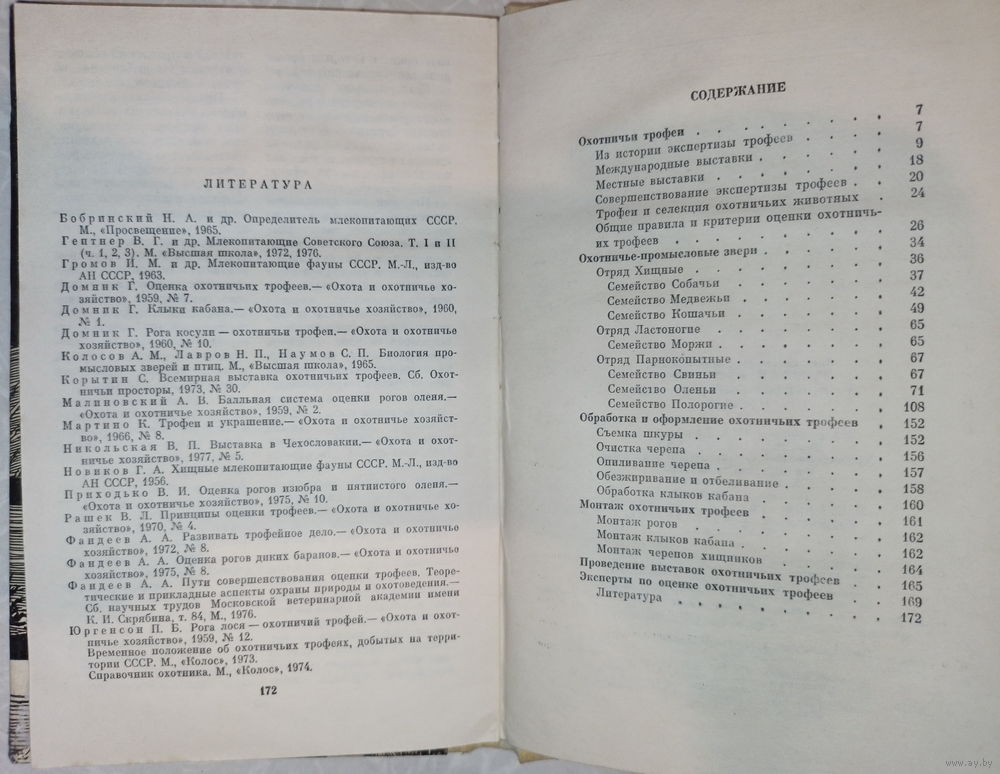 ЛИТЕРАТУРА
Бобринский Н. А. и др. Определитель млекопитающих СССР.
М., «Просвещение», 1965.
Гептнер В. Г. и др. Млекопитающие Советского Союза. Т. I и II
(ч. 1, 2, 3). М. «Высшая школа», 1972, 1976.
Громов И. М. и др. Млекопитающие фауны СССР. М.-Л., изд-во
АН СССР, 1963.
Домник Г. Оценка охотничьих трофеев.— «Охота и охотничье хо-
зяйство», 1959, № 7.
Домник Г. Клыки кабана.— «Охота и охотничье хозяйство», 1960,
№ 1.
Домник Г. Рога косули — охотничьи трофеи.— «Охота и охотничье
хозяйство», 1960, № 10.
Колосов А. М., Лавров Н. П., Наумов С. П. Биология про-
мысловых зверей и птиц. М., «Высшая школа», 1965.
Корытин С. Всемирная выставка охотничьих трофеев. Сб. Охот-
ничьи просторы, 1973, № 30.
Малиновский А. В. Балльная система оценки рогов оленя.—
«Охота и охотничье хозяйство», 1959, № 2.
Мартино К. Трофеи и украшение.— «Охота и охотничье хозяйст-
во», 1966, № 8.
Никольская В. П. Выставка в Чехословакии.— «Охота и охот-
ничье хозяйство», 1977, № 5.
Новиков Г. А. Хищные млекопитающие фауны СССР. М.-Л., изд-во
АН СССР, 1956.
Приходько В. И. Оценка рогов изюбра и пятнистого оленя.—
«Охота и охотничье хозяйство», 1975, № 10.
Рашек В. Л. Принципы оценки трофеев.— «Охота и охотничье хо-
зяйство», 1970, № 4.
Фандеев А. А. Развивать трофейное дело.— «Охота и охотничье
хозяйство», 1972, № 8.
Фандеев А. А. Оценка рогов диких баранов.— «Охота и охотничье
хозяйство», 1975, № 8.
Фандеев А. А. Пути совершенствования оценки трофеев. Теоре-
тические и прикладные аспекты охраны природы и охотоведения.—
Сб. научных трудов Московской ветеринарной академии имени
К. И. Скрябина, т. 84, М., 1976.
Юргенсон П. Б. Рога лося — охотничий трофей.— «Охота и охот-
ничье хозяйство», 1959, № 12.
Временное положение об охотничьих трофеях, добытых на терри-
тории СССР. М., «Колос», 1973.
Справочник охотника. М., «Колос», 1974.
172
СОДЕРЖАНИЕ
Охотничьи трофеи . . . . . . . . 7
Из истории экспертизы трофеев . . . . 7
Международные выставки . . . . . 9
Местные выставки . . . . . . . 18
Совершенствование экспертизы трофеев . . 20
Трофеи и селекция охотничьих животных . . 24
Общие правила и критерии оценки охотничь-
их трофеев . . . . . . . . 26
Охотничье-промысловые звери . . . . . 34
Отряд Хищные . . . . . . . . 36
Семейство Собачьи . . . . . . 37
Семейство Медвежьи . . . . . . 42
Семейство Кошачьи . . . . . . 49
Отряд Ластоногие . . . . . . . 65
Семейство Моржи . . . . . . . 65
Отряд Парнокопытные . . . . . . 67
Семейство Свиньи . . . . . . 67
Семейство Оленьи . . . . . . 71
Семейство Полорогие . . . . . . 108
Обработка и оформление охотничьих трофеев . 152
Съемка шкуры . . . . . . . . 152
Очистка черепа . . . . . . . 156
Опиливание черепа . . . . . . . 157
Обезжиривание и отбеливание . . . . 158
Обработка клыков кабана . . . . . 160
Монтаж охотничьих трофеев . . . . . 161
Монтаж рогов . . . . . . . . 162
Монтаж клыков кабана . . . . . . 162
Монтаж черепов хищников . . . . . 164
Проведение выставок охотничьих трофеев . . 165
Эксперты по оценке охотничьих трофеев . . 169
Литература . . . . . . . . 172
www.ay.by